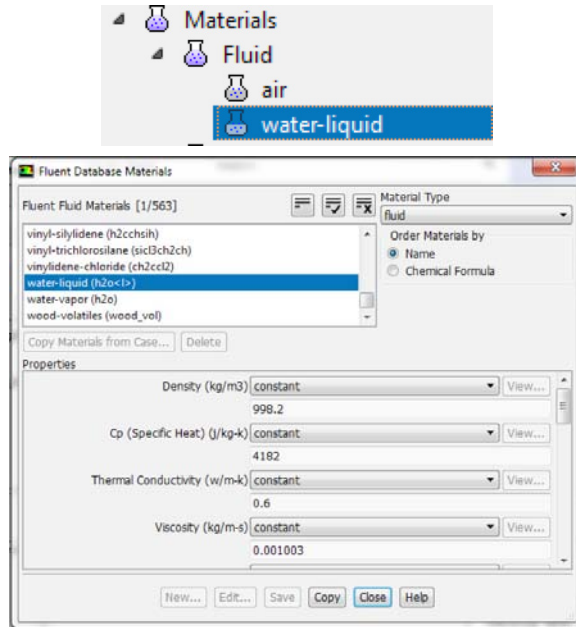 Materials
Fluid
air
water-liquid
Fluent Database Materials
Fluent Fluid Materials [1/563]
vinyl-silylidene (h2cchsih)
vinyl-trichlorosilane (sicl3ch2ch)
vinylidene-chloride (ch2ccl2)
water-liquid (h2o<l>)
water-vapor (h2o)
wood-volatiles (wood_vol)
Material Type
fluid
Order Materials by
Name
Chemical Formula
Copy Materials from Case... Delete
Properties
Density (kg/m3) constant View...
998.2
Cp (Specific Heat) (j/kg-k) constant View...
4182
Thermal Conductivity (w/m-k) constant View...
0.6
Viscosity (kg/m-s) constant View...
0.001003
New... Edit... Save Copy Close Help